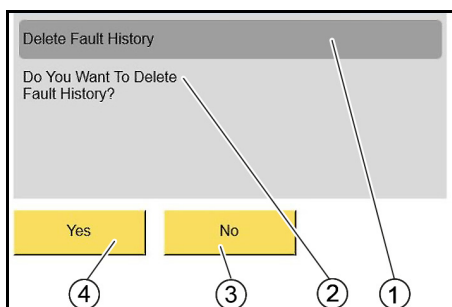 Delete Fault History
Do You Want To Delete
Fault History?
Yes
No
4
3
2
1